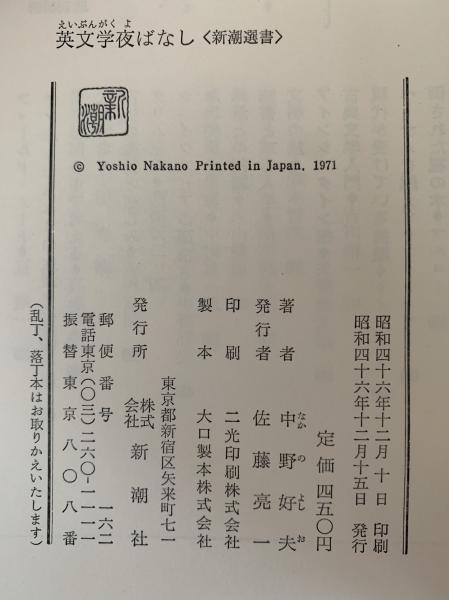 えいぶんがく よ
英文学夜ばなし〈新潮選書〉
新潮
© Yoshio Nakano Printed in Japan, 1971
昭和四十六年十二月 十日 印刷
昭和四十六年十二月十五日 発行
定価 四五〇円
著者 中野好夫
なか の よし お
発行者 佐藤亮一
印刷 二光印刷株式会社
製本 大口製本株式会社
東京都新宿区矢来町七一
発行所 株式会社 新潮社
郵便番号 一六二
電話東京(〇三)二六〇-一一一一
振替東京八〇八番
(乱丁、落丁本はお取りかえいたします)